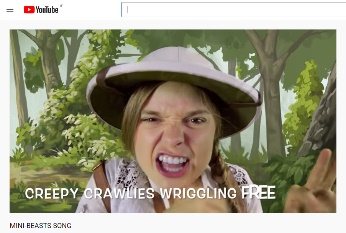 YouTube
CREEPY CRAWLIES WRIGGLING FREE
MINI BEASTS SONG